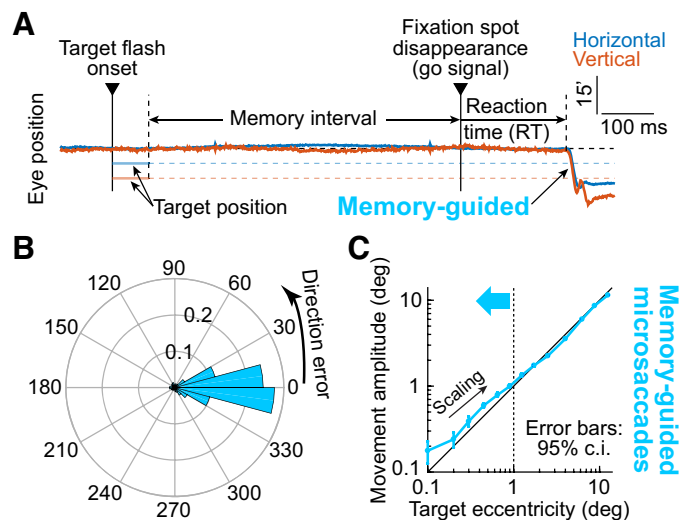 A
Target flash
onset
Fixation spot
disappearance
(go signal)
Horizontal
Vertical
15'
100 ms
Memory interval
Reaction
time (RT)
Eye position
Target position
Memory-guided
B
90
120
60
150
30
180
0
210
330
240
300
270
0.2
0.1
Direction error
C
Movement amplitude (deg)
10
1
0.1
Scaling
Error bars:
95% c.i.
0.1
1
10
Target eccentricity (deg)
Memory-guided
microsaccades